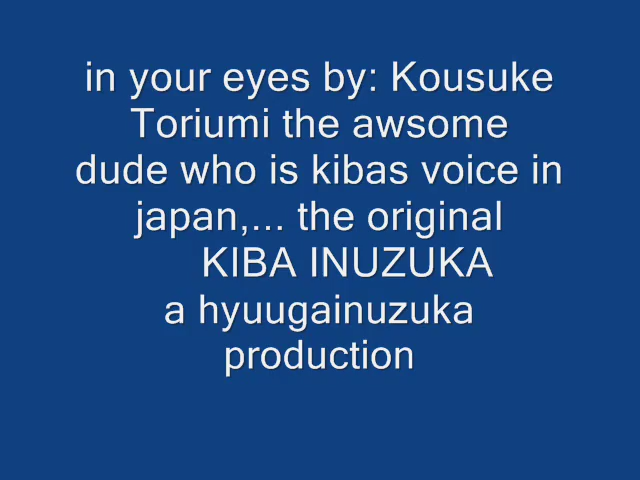 in your eyes by: Kousuke
Toriumi the awsome
dude who is kibas voice in
japan,... the original
KIBA INUZUKA
a hyuugainuzuka
production